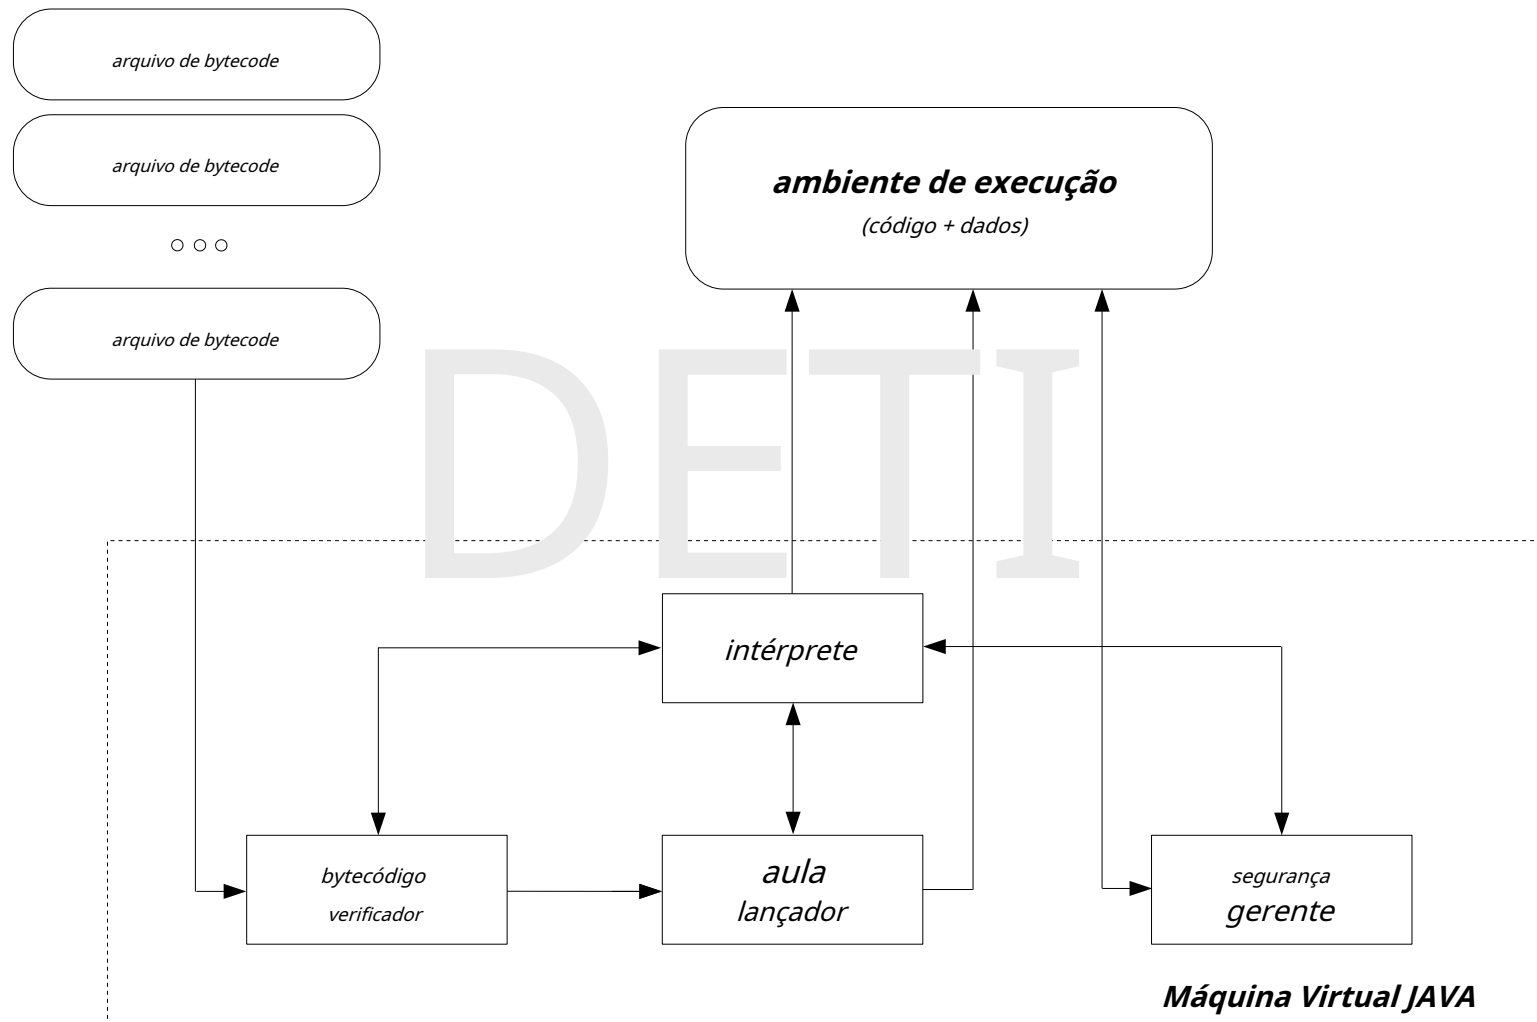 arquivo de bytecode
arquivo de bytecode
arquivo de bytecode
ambiente de execução
(código + dados)
DETI
intérprete
bytecódigo
verificador
aula
lançador
segurança
gerente
Máquina Virtual JAVA